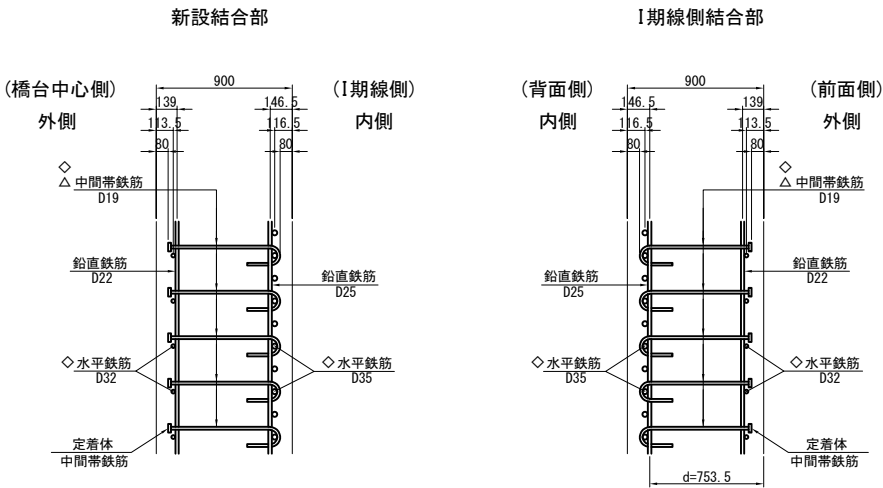 新設結合部
I期線側結合部
900
(橋台中心側)
外側
(I期線側)
内側
139
146.5
113.5
116.5
80
80
◇
△ 中間帯鉄筋
D19
鉛直鉄筋
D22
鉛直鉄筋
D25
◇ 水平鉄筋
D32
◇ 水平鉄筋
D35
定着体
中間帯鉄筋
900
(背面側)
内側
(前面側)
外側
146.5
139
116.5
113.5
80
80
◇
△ 中間帯鉄筋
D19
鉛直鉄筋
D25
鉛直鉄筋
D22
◇ 水平鉄筋
D35
◇ 水平鉄筋
D32
定着体
中間帯鉄筋
d=753.5